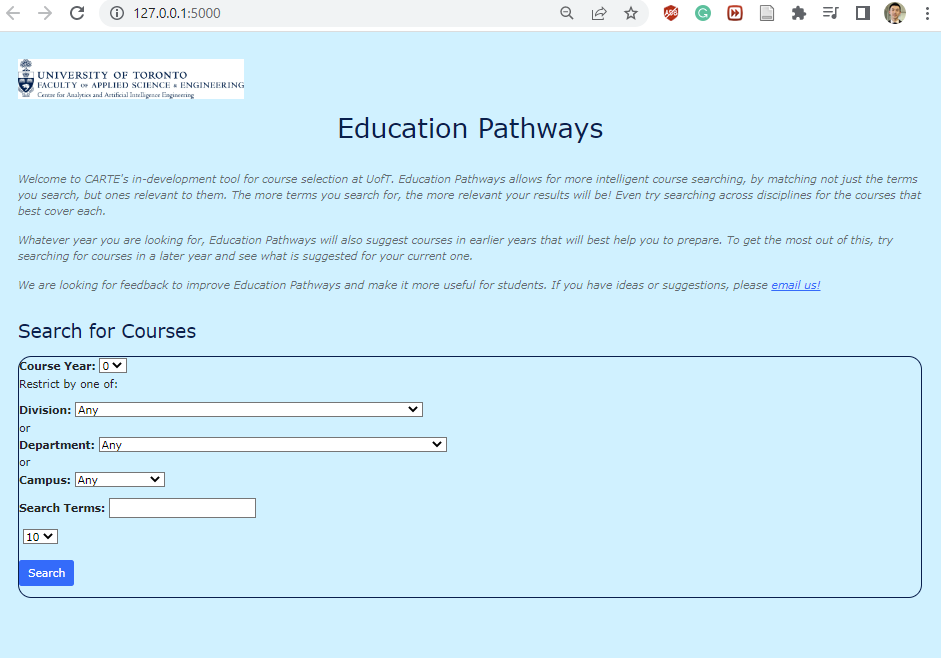 127.0.0.1:5000
ABP
G
UNIVERSITY OF TORONTO
FACULTY OF APPLIED SCIENCE & ENGINEERING
Centre for Analytics and Artificial Intelligence Engineering
Education Pathways
Welcome to CARTE's in-development tool for course selection at UofT. Education Pathways allows for more intelligent course searching, by matching not just the terms
you search, but ones relevant to them. The more terms you search for, the more relevant your results will be! Even try searching across disciplines for the courses that
best cover each.
Whatever year you are looking for, Education Pathways will also suggest courses in earlier years that will best help you to prepare. To get the most out of this, try
searching for courses in a later year and see what is suggested for your current one.
We are looking for feedback to improve Education Pathways and make it more useful for students. If you have ideas or suggestions, please email us!
Search for Courses
Course Year: 0
Restrict by one of:
Division: Any
or
Department: Any
or
Campus: Any
Search Terms:
10
Search